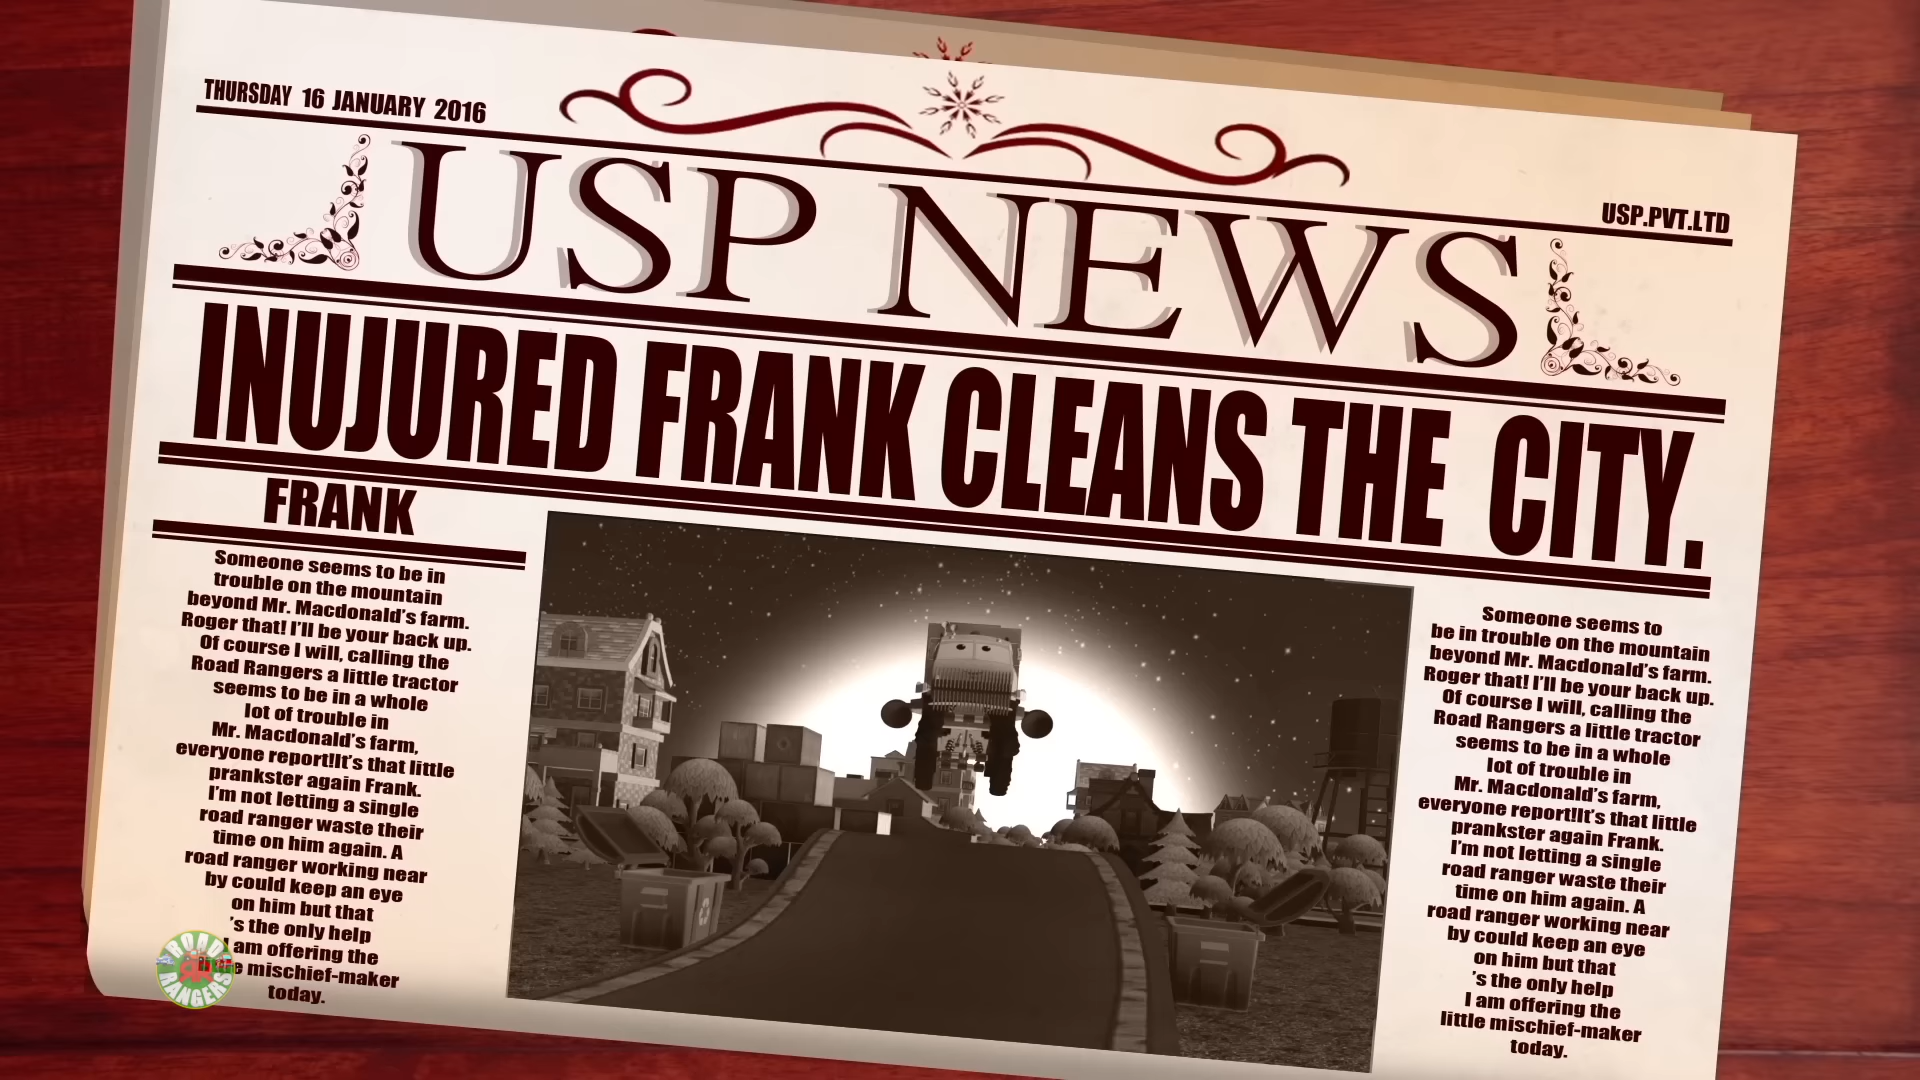 THURSDAY 16 JANUARY 2016
USP.PVT.LTD
USP NEWS
INUJURED FRANK CLEANS THE CITY.
FRANK
Someone seems to be in
trouble on the mountain
beyond Mr. Macdonald's farm.
Roger that! I'll be your back up.
Of course I will, calling the
Road Rangers a little tractor
seems to be in a whole
lot of trouble in
Mr. Macdonald's farm,
everyone report!It's that little
prankster again Frank.
I'm not letting a single
road ranger waste their
time on him again. A
road ranger working near
by could keep an eye
on him but that
's the only help
I am offering the
e mischief-maker
today.
Someone seems to
be in trouble on the mountain
beyond Mr. Macdonald's farm.
Roger that! I'll be your back up.
Of course I will, calling the
Road Rangers a little tractor
seems to be in a whole
lot of trouble in
Mr. Macdonald's farm,
everyone report!It's that little
prankster again Frank.
I'm not letting a single
road ranger waste their
time on him again. A
road ranger working near
by could keep an eye
on him but that
's the only help
I am offering the
little mischief-maker
today.
ROAD
RANGERS